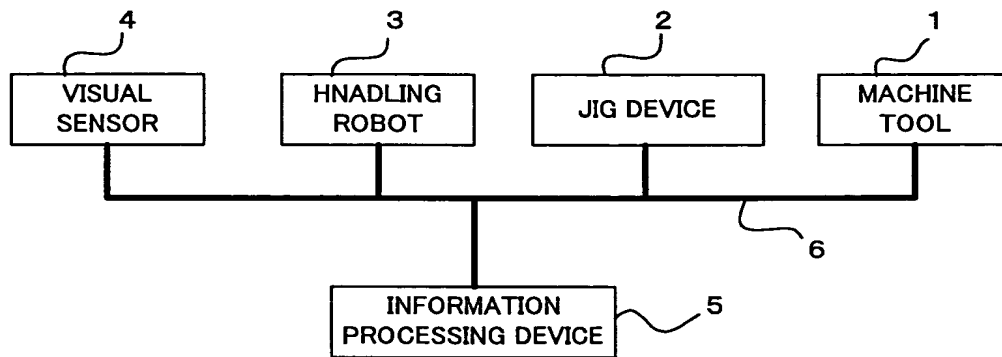 4
3
2
1
VISUAL
SENSOR
HNADLING
ROBOT
JIG DEVICE
MACHINE
TOOL
6
INFORMATION
PROCESSING DEVICE
5